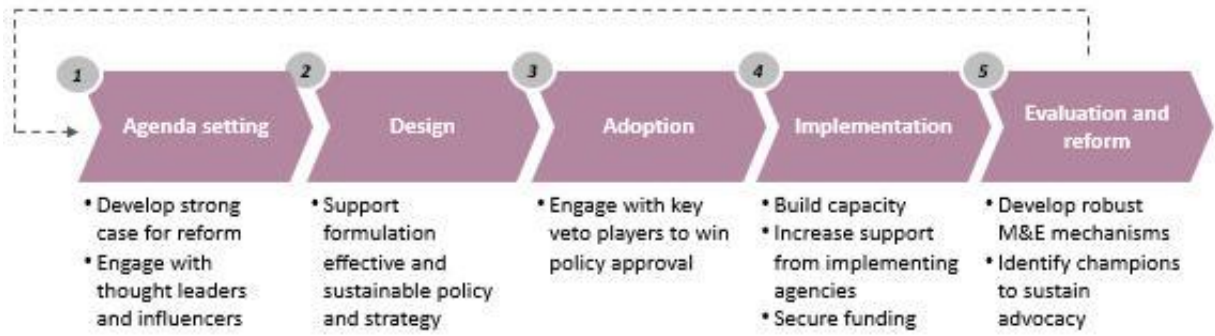 1
Agenda setting
2
Design
3
Adoption
4
Implementation
5
Evaluation and
reform
• Develop strong
case for reform
• Engage with
thought leaders
and influencers
• Support
formulation
effective and
sustainable policy
and strategy
• Engage with key
veto players to win
policy approval
• Build capacity
• Increase support
from implementing
agencies
• Secure funding
• Develop robust
M&E mechanisms
• Identify champions
to sustain
advocacy